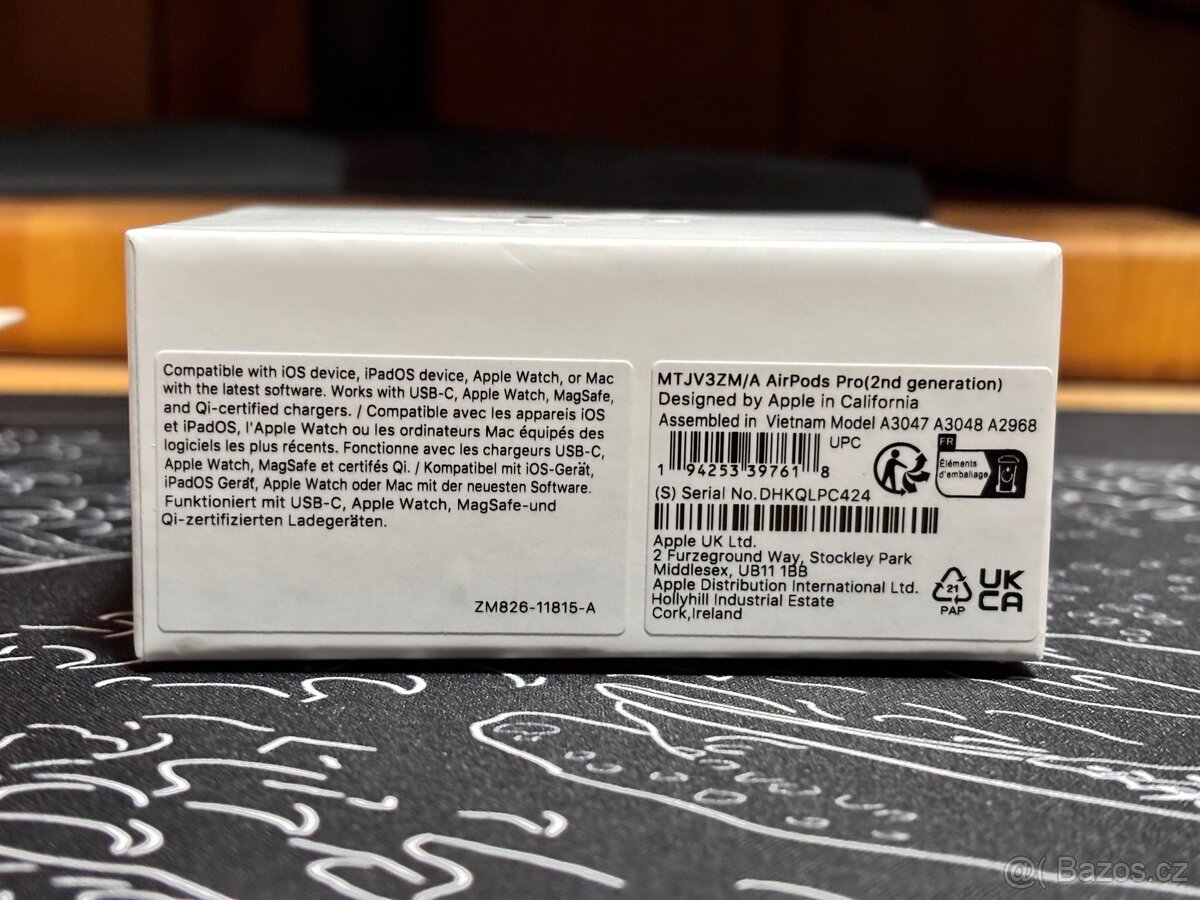 Compatible with iOS device, iPadOS device, Apple Watch, or Mac
with the latest software. Works with USB-C, Apple Watch, MagSafe,
and Qi-certified chargers. / Compatible avec les appareils iOS
et iPadOS, l'Apple Watch ou les ordinateurs Mac équipés des
logiciels les plus récents. Fonctionne avec les chargeurs USB-C,
Apple Watch, MagSafe et certifés Qi. / Kompatibel mit iOS-Gerät,
iPadOS Gerät, Apple Watch oder Mac mit der neuesten Software.
Funktioniert mit USB-C, Apple Watch, MagSafe-und
Qi-zertifizierten Ladegeräten.
ZM826-11815-A
MTJV3ZM/A AirPods Pro(2nd generation)
Designed by Apple in California
Assembled in Vietnam Model A3047 A3048 A2968
UPC
1 94253 39761 8
FR
Éléments
d'emballage
(S) Serial No.DHKQLPC424
Apple UK Ltd.
2 Furzeground Way, Stockley Park
Middlesex, UB11 1BB
Apple Distribution International Ltd.
Hollyhill Industrial Estate
Cork,Ireland
21
PAP
UK
CA
Bazos.cz